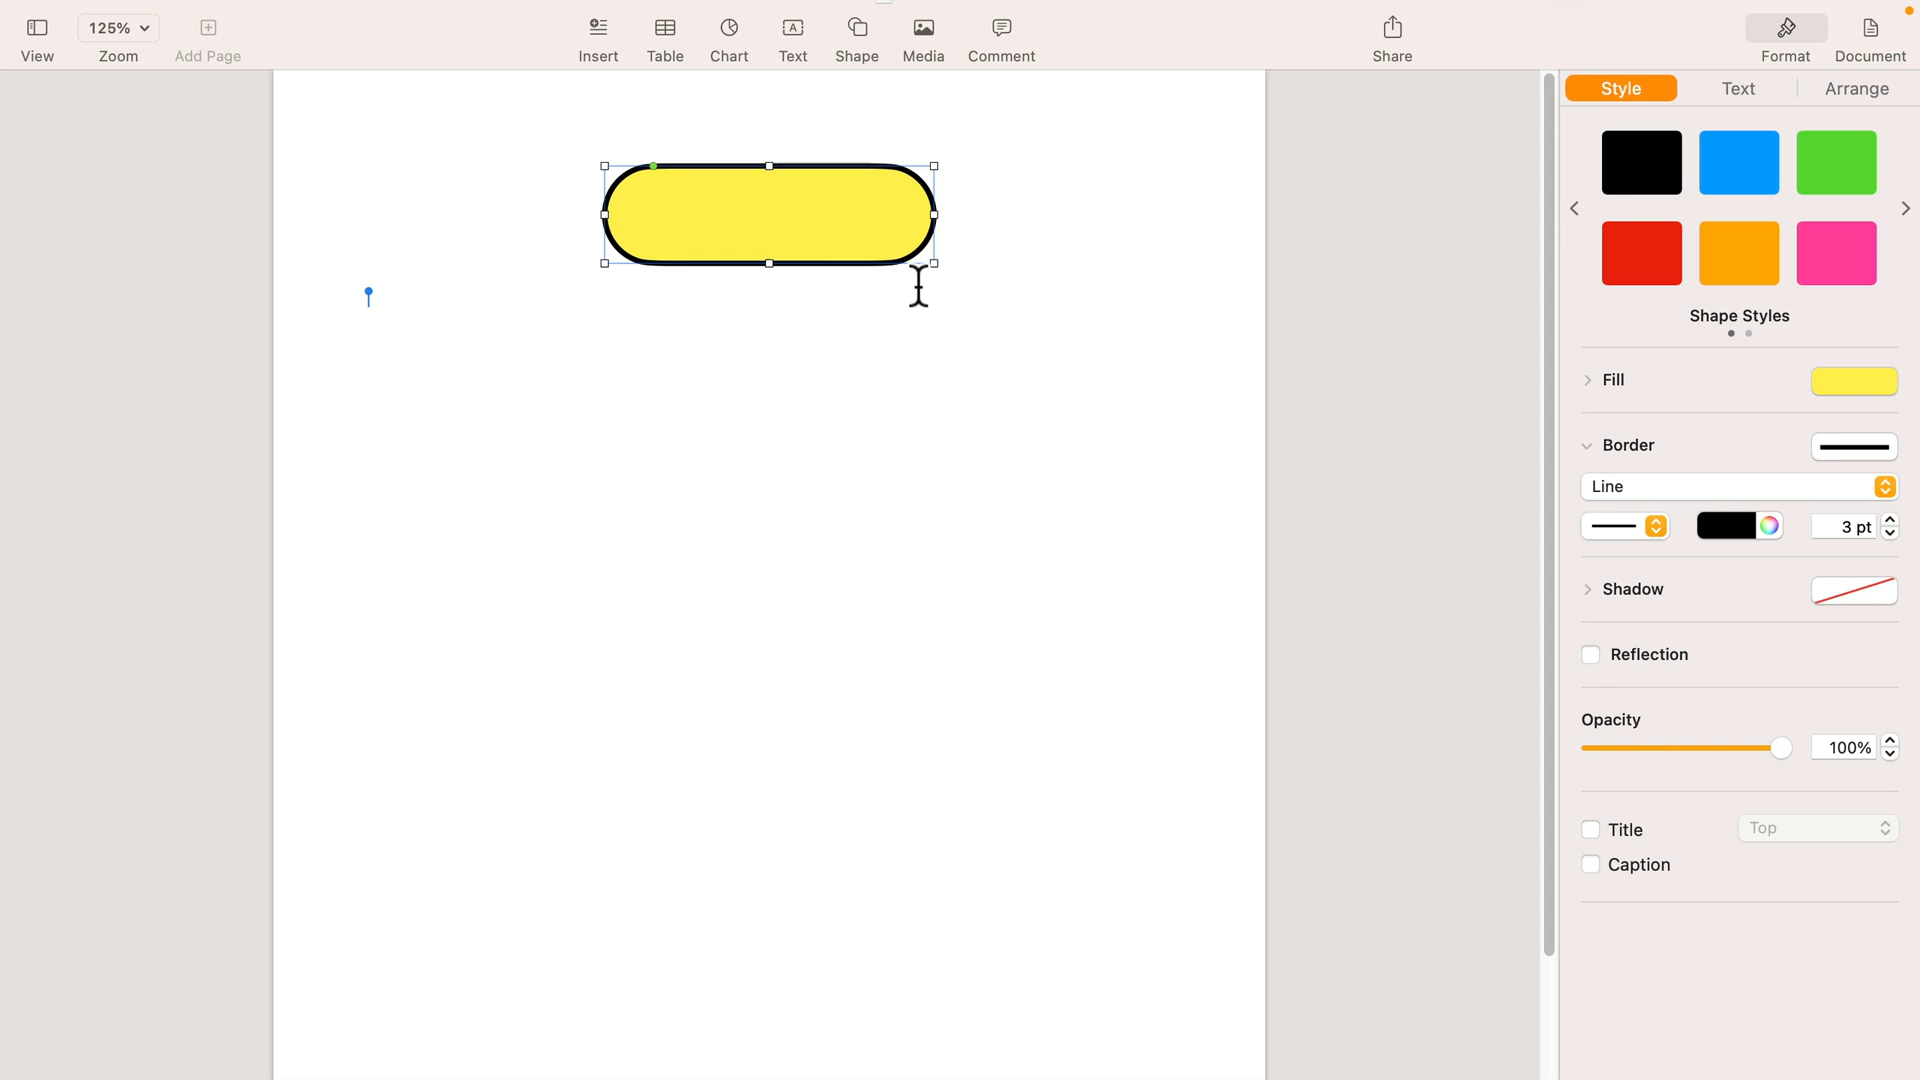 View
125%
Zoom
Add Page
Insert
Table
Chart
Text
Shape
Media
Comment
Share
Format
Document
Style
Text
Arrange
Shape Styles
Fill
Border
Line
3 pt
Shadow
Reflection
Opacity
100%
Title
Top
Caption